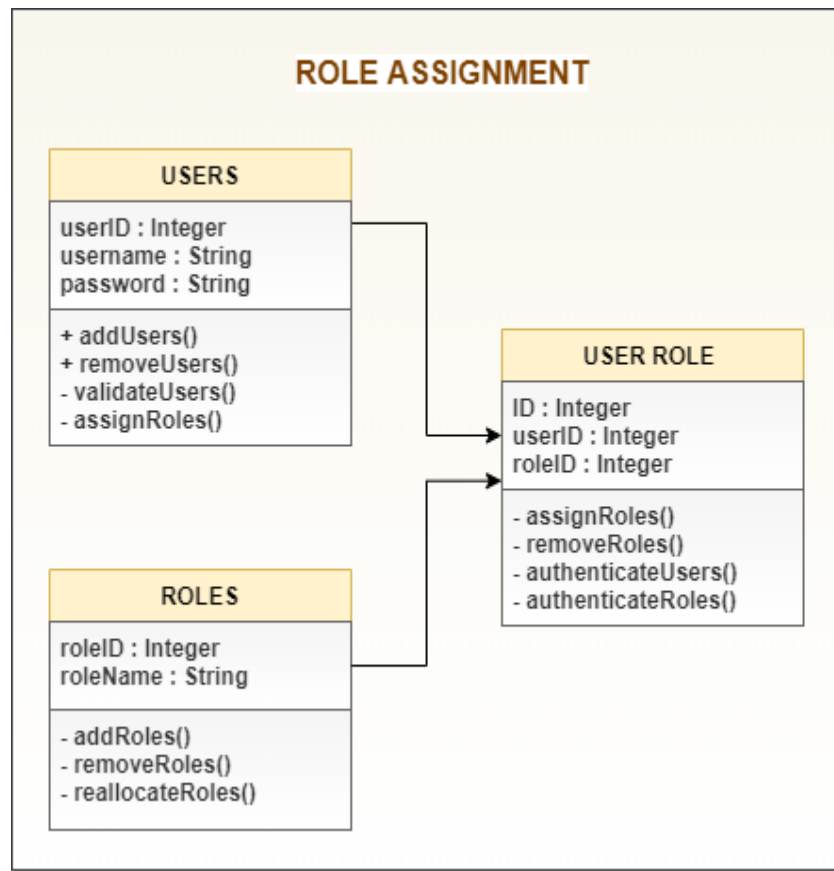 ROLE ASSIGNMENT
USERS
userID : Integer
username : String
password : String
+ addUsers()
+ removeUsers()
- validateUsers()
- assignRoles()
USER ROLE
ID : Integer
userID : Integer
roleID : Integer
- assignRoles()
- removeRoles()
- authenticateUsers()
- authenticateRoles()
ROLES
roleID : Integer
roleName : String
- addRoles()
- removeRoles()
- reallocateRoles()